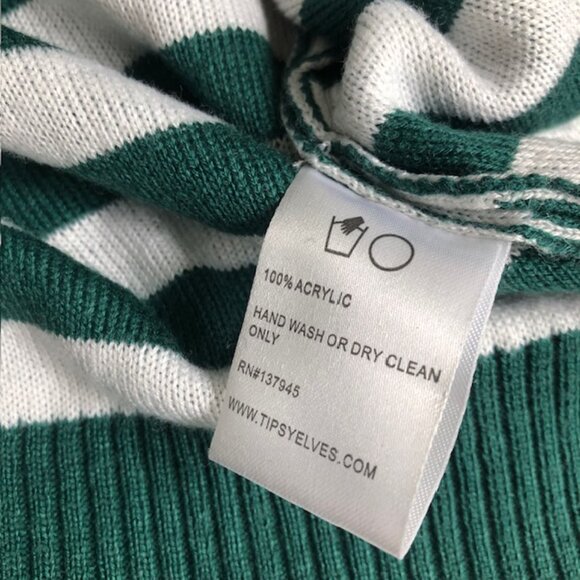 100% ACRYLIC
HAND WASH OR DRY CLEAN
ONLY
RN#137945
WWW.TIPSYELVES.COM